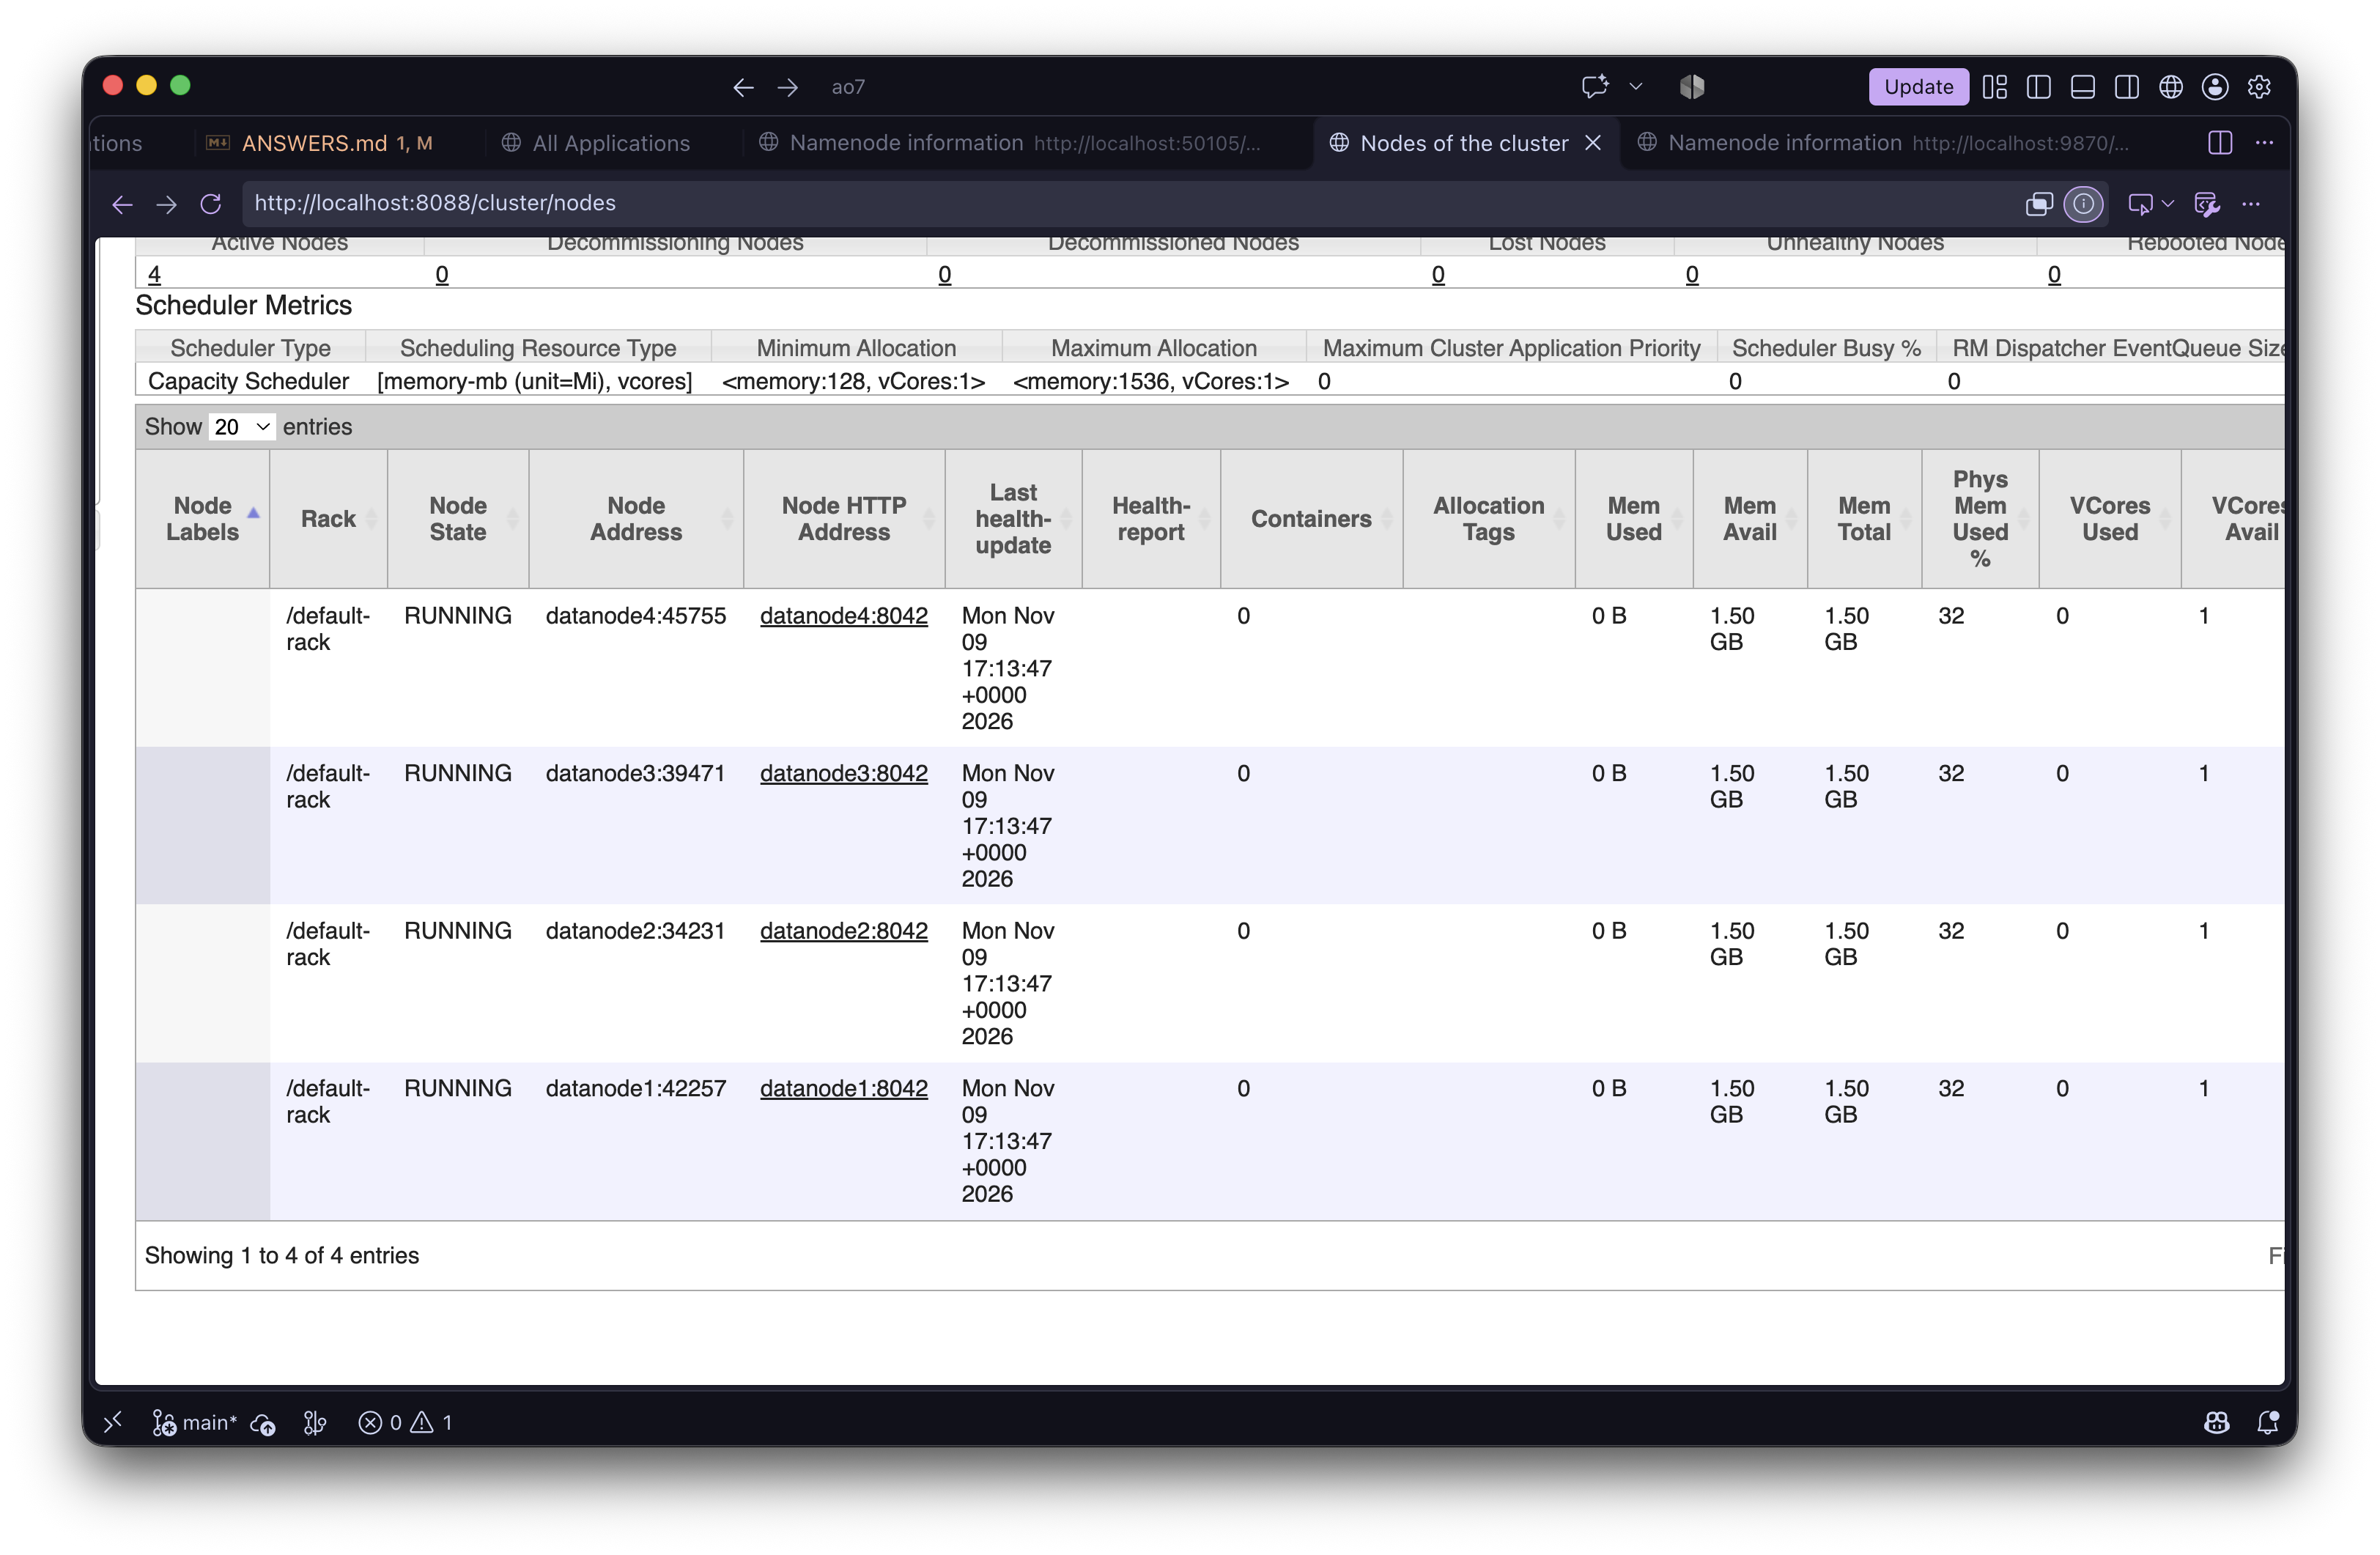 ao7
Update
tions
ANSWERS.md 1, M
All Applications
Namenode information http://localhost:50105/...
Nodes of the cluster
Namenode information http://localhost:9870/...
http://localhost:8088/cluster/nodes
Active Nodes Decommissioning Nodes Decommissioned Nodes Lost Nodes Unhealthy Nodes Rebooted Node
4 0 0 0 0 0
Scheduler Metrics
Scheduler Type Scheduling Resource Type Minimum Allocation Maximum Allocation Maximum Cluster Application Priority Scheduler Busy % RM Dispatcher EventQueue Size
Capacity Scheduler [memory-mb (unit=Mi), vcores] <memory:128, vCores:1> <memory:1536, vCores:1> 0 0 0
Show 20 entries
Node Labels
Rack
Node State
Node Address
Node HTTP Address
Last health-update
Health-report
Containers
Allocation Tags
Mem Used
Mem Avail
Mem Total
Phys Mem Used %
VCores Used
VCores Avail
/default-rack RUNNING datanode4:45755 datanode4:8042 Mon Nov 09 17:13:47 +0000 2026 0 0 B 1.50 GB 1.50 GB 32 0 1
/default-rack RUNNING datanode3:39471 datanode3:8042 Mon Nov 09 17:13:47 +0000 2026 0 0 B 1.50 GB 1.50 GB 32 0 1
/default-rack RUNNING datanode2:34231 datanode2:8042 Mon Nov 09 17:13:47 +0000 2026 0 0 B 1.50 GB 1.50 GB 32 0 1
/default-rack RUNNING datanode1:42257 datanode1:8042 Mon Nov 09 17:13:47 +0000 2026 0 0 B 1.50 GB 1.50 GB 32 0 1
Showing 1 to 4 of 4 entries
Fi
main* 0 1